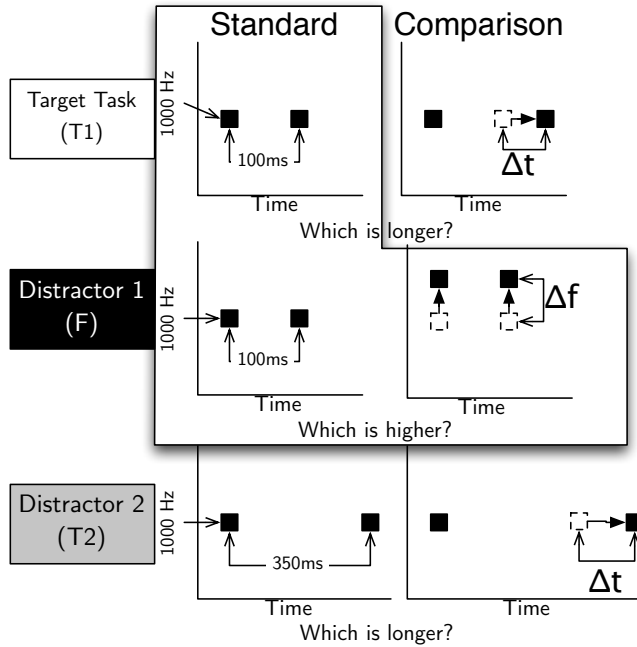 Standard
Comparison
Target Task
(T1)
1000 Hz
100ms
Δt
Time
Time
Which is longer?
Distractor 1
(F)
1000 Hz
100ms
Δf
Time
Time
Which is higher?
Distractor 2
(T2)
1000 Hz
350ms
Δt
Time
Time
Which is longer?